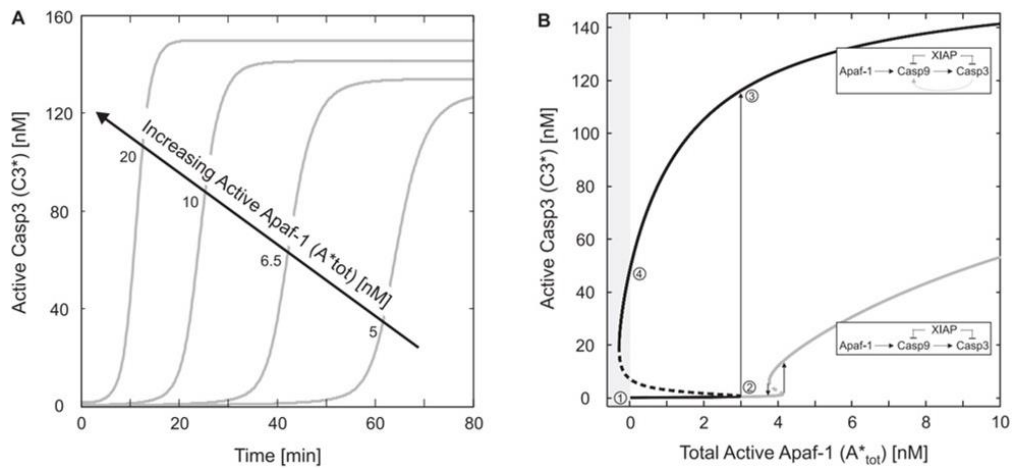 A
Active Casp3 (C3*) [nM]
160
120
80
40
0
0 20 40 60 80
Time [min]
Increasing Active Apaf-1 (A*tot) [nM]
20
10
6.5
5
B
Active Casp3 (C3*) [nM]
140
120
100
80
60
40
20
0
0 2 4 6 8 10
Total Active Apaf-1 (A*tot) [nM]
①
②
③
④
XIAP
Apaf-1 Casp9 Casp3
XIAP
Apaf-1 Casp9 Casp3